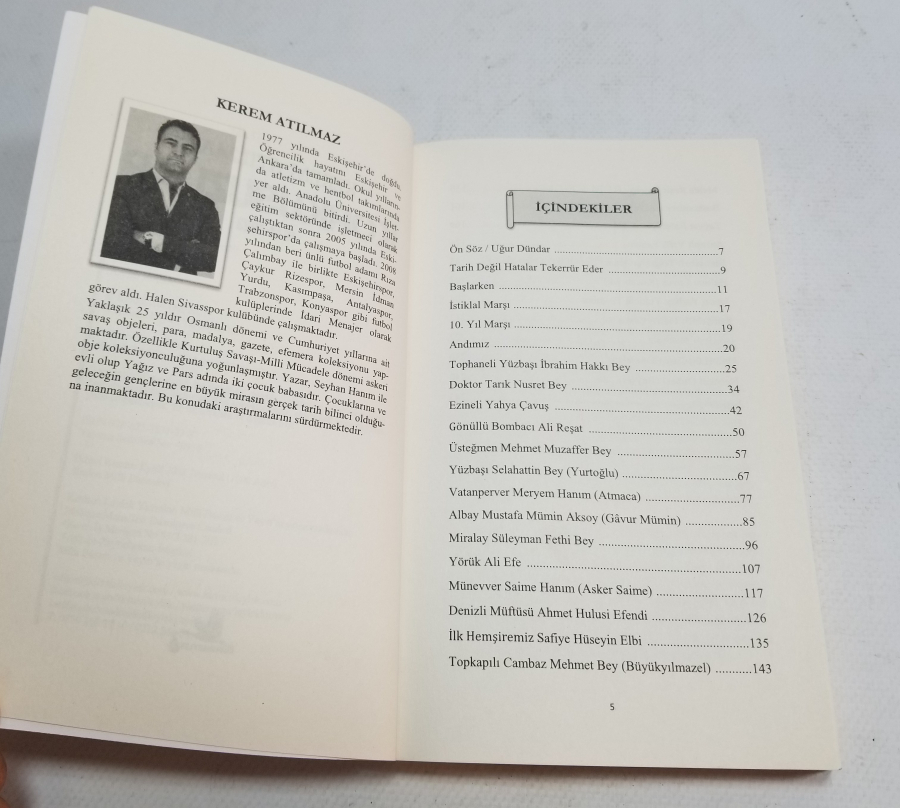 KEREM ATILMAZ
1977 yılında Eskişehir'de doğdu.
Öğrencilik hayatını Eskişehir ve
Ankara'da tamamladı. Okul yılların-
da atletizm ve hentbol takımlarında
yer aldı. Anadolu Üniversitesi İşlet-
me Bölümünü bitirdi. Uzun yıllar
eğitim sektöründe işletmeci olarak
çalıştıktan sonra 2005 yılında Eski-
şehirspor'da çalışmaya başladı. 2008
yılından beri ünlü futbol adamı Rıza
Çalımbay ile birlikte Eskişehirspor,
Çaykur Rizespor, Mersin İdman
Yurdu, Kasımpaşa, Antalyaspor,
Trabzonspor, Konyaspor gibi futbol
kulüplerinde İdari Menajer olarak
görev aldı. Halen Sivasspor kulübünde çalışmaktadır.
Yaklaşık 25 yıldır Osmanlı dönemi ve Cumhuriyet yıllarına ait
savaş objeleri, para, madalya, gazete, efemera koleksiyonu yap-
maktadır. Özellikle Kurtuluş Savaşı-Milli Mücadele dönemi askeri
obje koleksiyonculuğuna yoğunlaşmıştır. Yazar, Seyhan Hanım ile
evli olup Yağız ve Pars adında iki çocuk babasıdır. Çocuklarına ve
geleceğin gençlerine en büyük mirasın gerçek tarih bilinci olduğu-
na inanmaktadır. Bu konudaki araştırmalarını sürdürmektedir.
İÇİNDEKİLER
Ön Söz / Uğur Dündar ...7
Tarih Değil Hatalar Tekerrür Eder ...9
Başlarken ...11
İstiklal Marşı ...17
10. Yıl Marşı ...19
Andımız ...20
Tophaneli Yüzbaşı İbrahim Hakkı Bey ...25
Doktor Tarık Nusret Bey ...34
Ezineli Yahya Çavuş ...42
Gönüllü Bombacı Ali Reşat ...50
Üsteğmen Mehmet Muzaffer Bey ...57
Yüzbaşı Selahattin Bey (Yurtoğlu) ...67
Vatanperver Meryem Hanım (Atmaca) ...77
Albay Mustafa Mümin Aksoy (Gâvur Mümin) ...85
Miralay Süleyman Fethi Bey ...96
Yörük Ali Efe ...107
Münevver Saime Hanım (Asker Saime) ...117
Denizli Müftüsü Ahmet Hulusi Efendi ...126
İlk Hemşiremiz Safiye Hüseyin Elbi ...135
Topkapılı Cambaz Mehmet Bey (Büyükyılmazel) ...143
5